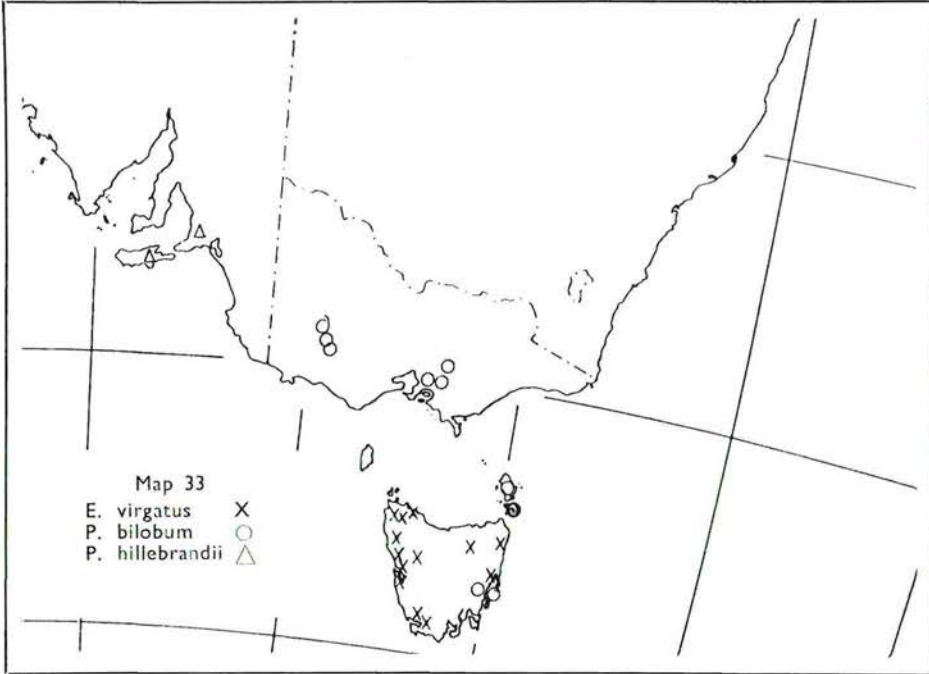 Map 33
E. virgatus X
P. bilobum ○
P. hillebrandii △